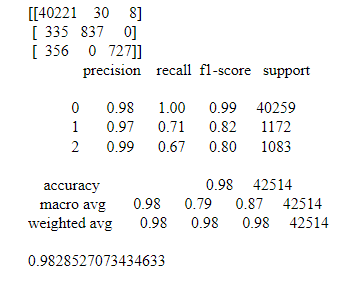 [[40221 30 8]
[ 335 837 0]
[ 356 0 727]]
precision recall f1-score support
0 0.98 1.00 0.99 40259
1 0.97 0.71 0.82 1172
2 0.99 0.67 0.80 1083
accuracy 0.98 42514
macro avg 0.98 0.79 0.87 42514
weighted avg 0.98 0.98 0.98 42514
0.9828527073434633